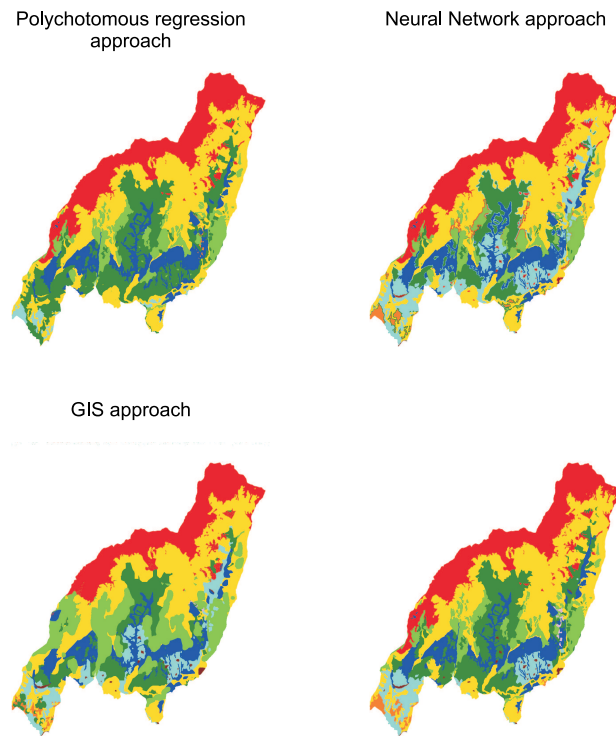 Polychotomous regression
approach
Neural Network approach
GIS approach